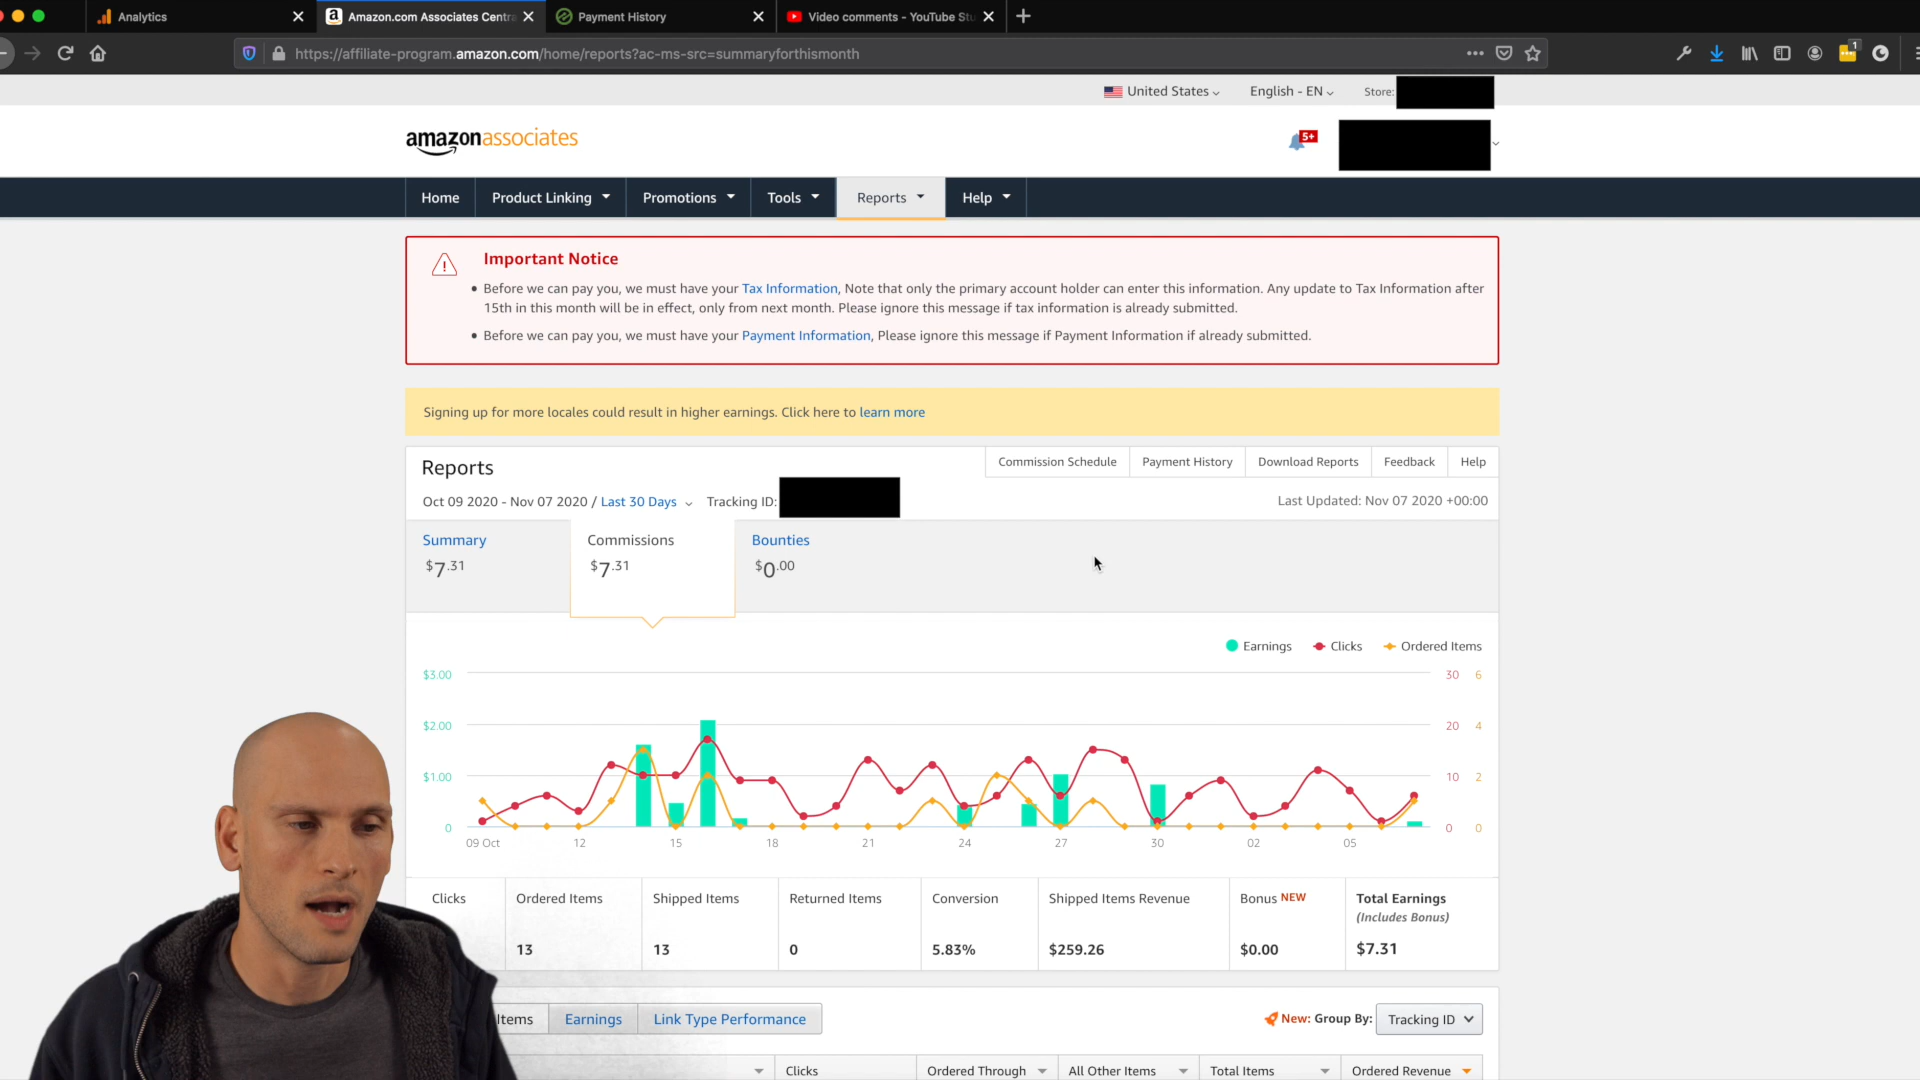 Analytics
Amazon.com Associates Centra
Payment History
Video comments - YouTube Stu
https://affiliate-program.amazon.com/home/reports?ac-ms-src=summaryforthismonth
1
United States
English - EN
Store:
amazonassociates
5+
Home
Product Linking
Promotions
Tools
Reports
Help
Important Notice
Before we can pay you, we must have your Tax Information, Note that only the primary account holder can enter this information. Any update to Tax Information after
15th in this month will be in effect, only from next month. Please ignore this message if tax information is already submitted.
Before we can pay you, we must have your Payment Information, Please ignore this message if Payment Information if already submitted.
Signing up for more locales could result in higher earnings. Click here to learn more
Reports
Commission Schedule
Payment History
Download Reports
Feedback
Help
Oct 09 2020 - Nov 07 2020 / Last 30 Days
Tracking ID:
Last Updated: Nov 07 2020 +00:00
Summary
$7.31
Commissions
$7.31
Bounties
$0.00
Earnings
Clicks
Ordered Items
$3.00
30 6
$2.00
20 4
$1.00
10 2
0
0 0
09 Oct
12
15
18
21
24
27
30
02
05
Clicks
Ordered Items
13
Shipped Items
13
Returned Items
0
Conversion
5.83%
Shipped Items Revenue
$259.26
Bonus NEW
$0.00
Total Earnings
(Includes Bonus)
$7.31
Items
Earnings
Link Type Performance
New: Group By:
Tracking ID
Clicks
Ordered Through
All Other Items
Total Items
Ordered Revenue